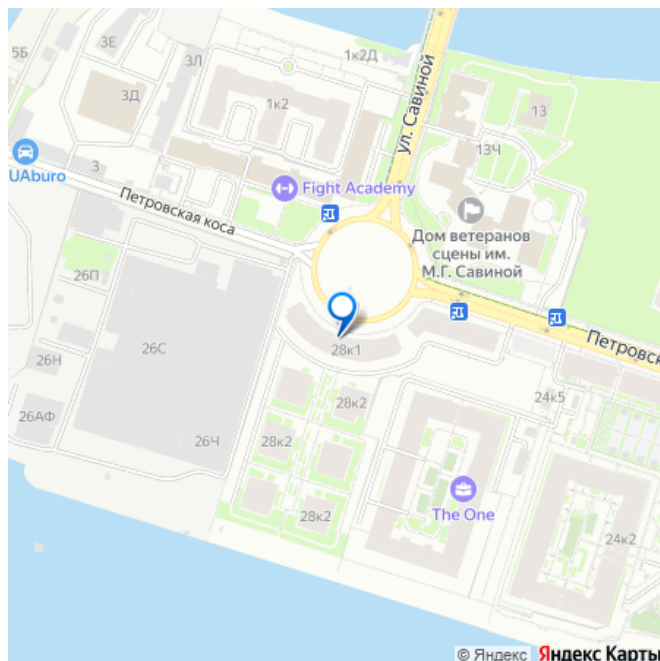 3Е
5Б
3Л
1к2Д
3Д
1к2
ул. Савиной
13
13Ч
UAburo
3
Fight Academy
Петровская коса
Дом ветеранов
сцены им.
М.Г. Савиной
26П
Петровск
28к1
26С
26Н
24к5
28к2
26АФ
26Ч
28к2
The One
28к2
24к2
© Яндекс Яндекс Карты